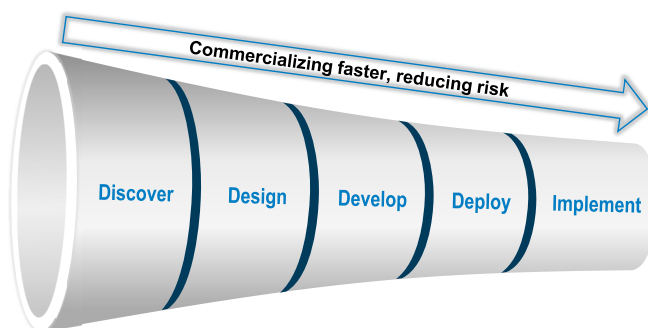 Commercializing faster, reducing risk
Discover
Design
Develop
Deploy
Implement